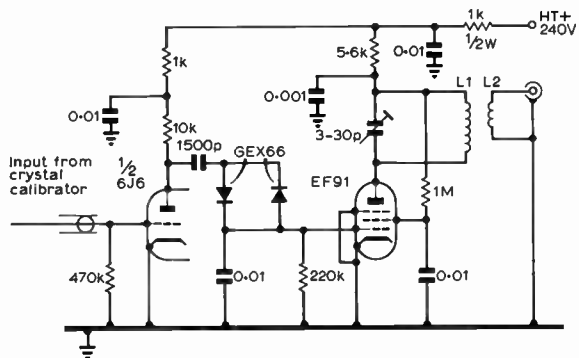 1k
1/2W
HT+
240V
1k
5·6k
0·01
0·01
0·001
L1 L2
10k
1500p
GEX66
3-30p
Input from
crystal
calibrator
1/2
6J6
EF91
1M
470k
0·01
220k
0·01